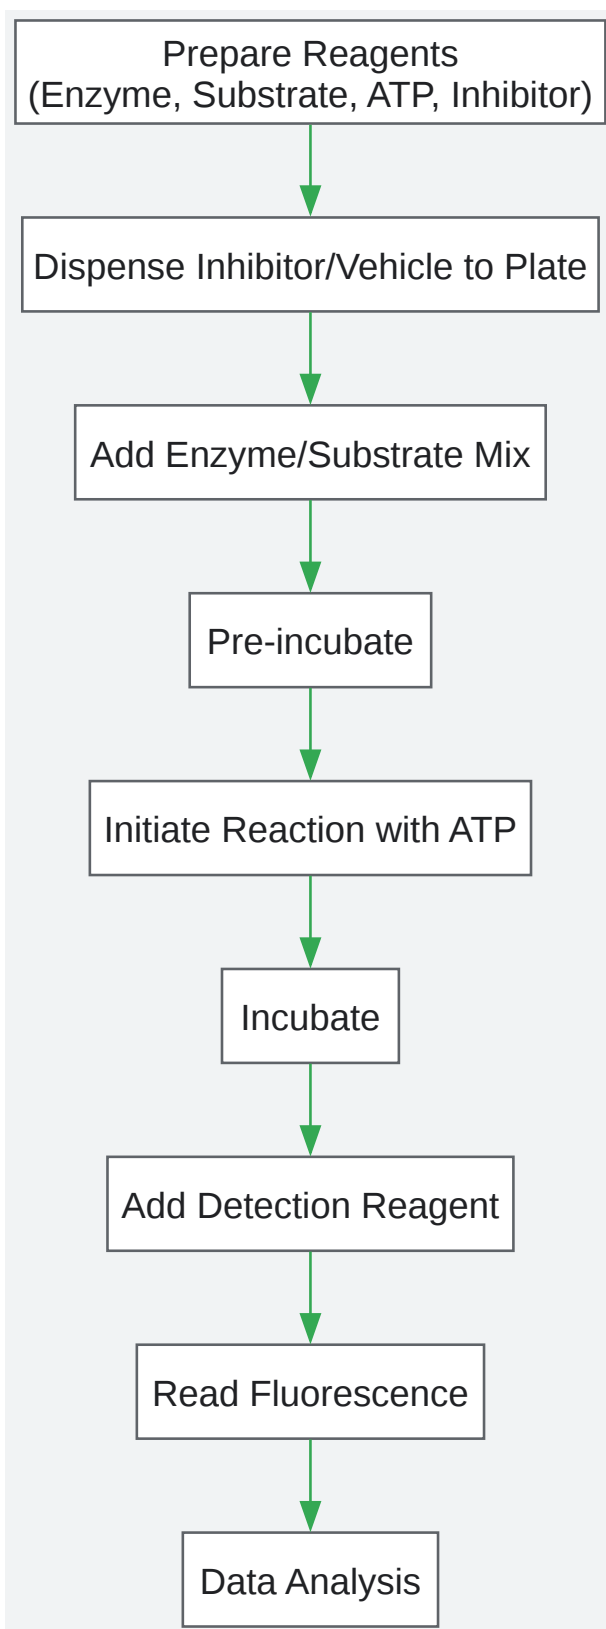 Prepare Reagents
(Enzyme, Substrate, ATP, Inhibitor)
Dispense Inhibitor/Vehicle to Plate
Add Enzyme/Substrate Mix
Pre-incubate
Initiate Reaction with ATP
Incubate
Add Detection Reagent
Read Fluorescence
Data Analysis